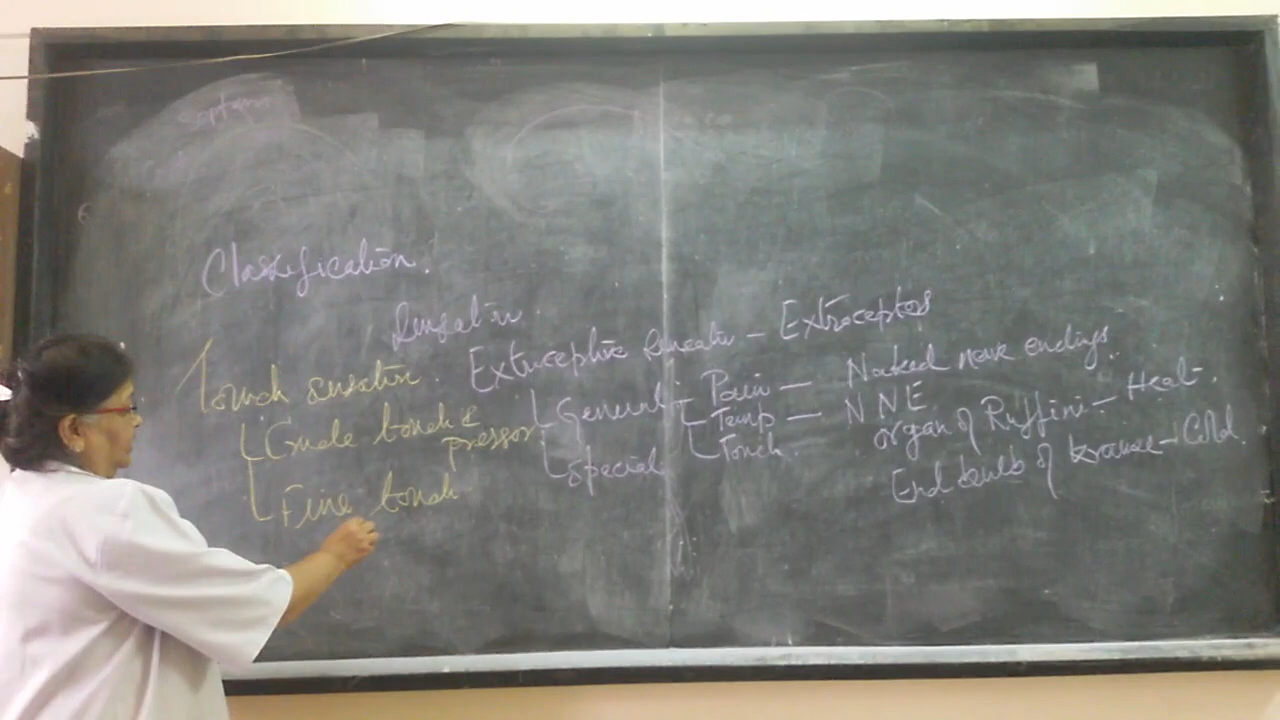 Classification.
Sensation.
Extroceptive Sensation – Extroceptors
General – Pain – Naked nerve endings.
Temp – NNE
organ of Ruffini – Heat.
End bulb of krause – Cold.
Touch.
Special
Touch sensation.
Crude touch &
pressor
Fine touch